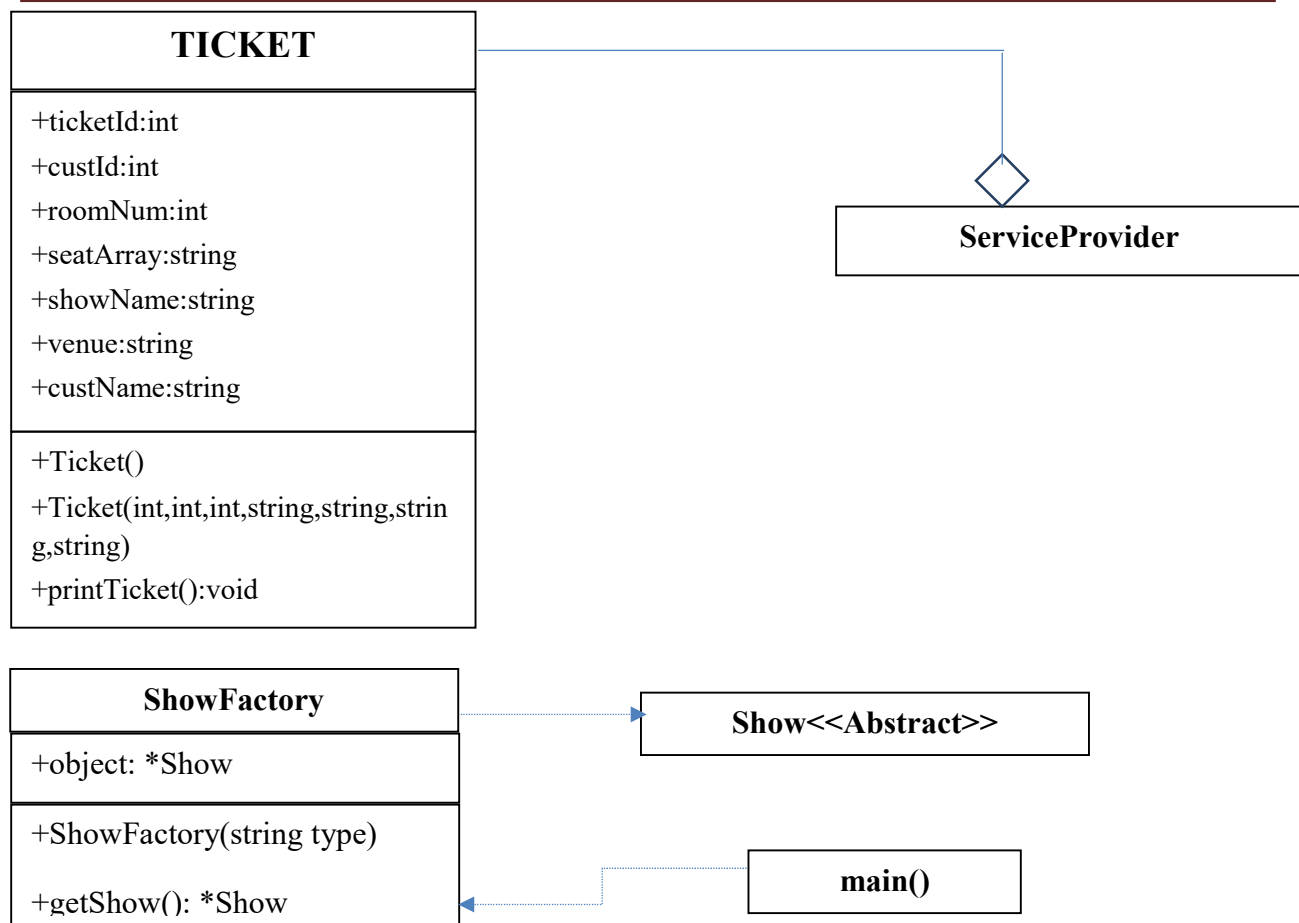 TICKET
+ticketId:int
+custId:int
+roomNum:int
+seatArray:string
+showName:string
+venue:string
+custName:string
+Ticket()
+Ticket(int,int,int,string,string,strin
g,string)
+printTicket():void
ServiceProvider
ShowFactory
+object: *Show
+ShowFactory(string type)
+getShow(): *Show
Show<<Abstract>>
main()